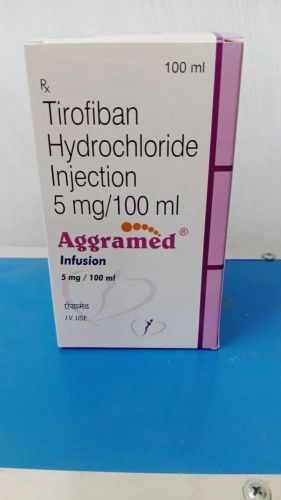 100 ml
Rx
Tirofiban
Hydrochloride
Injection
5 mg/100 ml
Aggramed®
Infusion
5 mg / 100 ml
ऐग्रामेड
I.V. USE